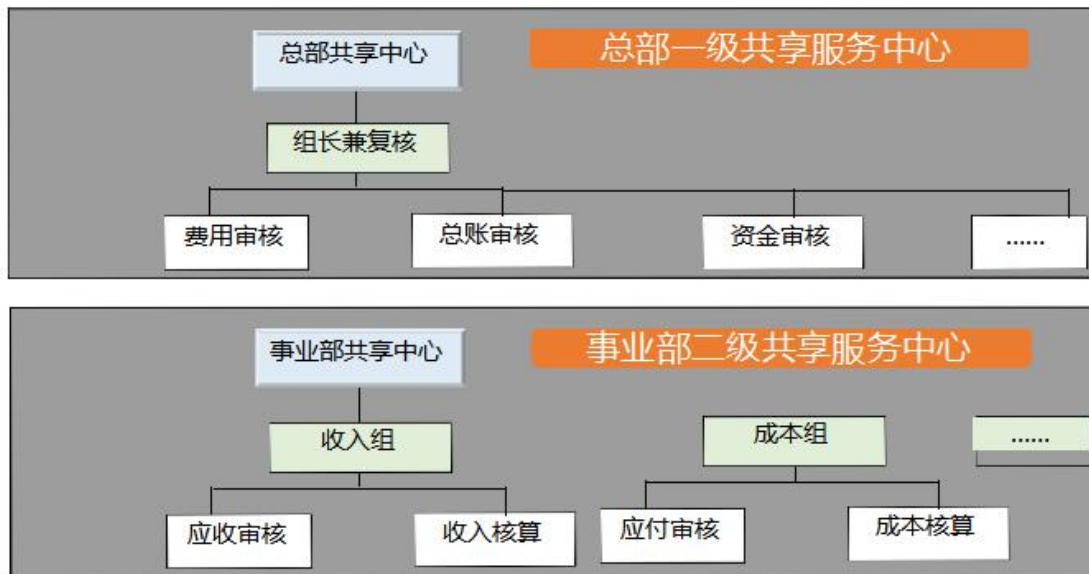 总部共享中心
总部一级共享服务中心
组长兼复核
费用审核
总账审核
资金审核
......
事业部共享中心
事业部二级共享服务中心
收入组
成本组
......
应收审核
收入核算
应付审核
成本核算